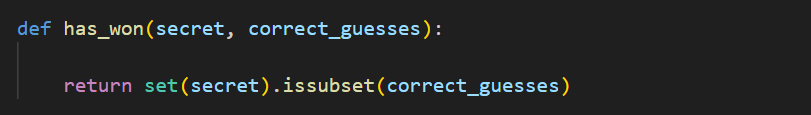 def has_won(secret, correct_guesses):
    return set(secret).issubset(correct_guesses)